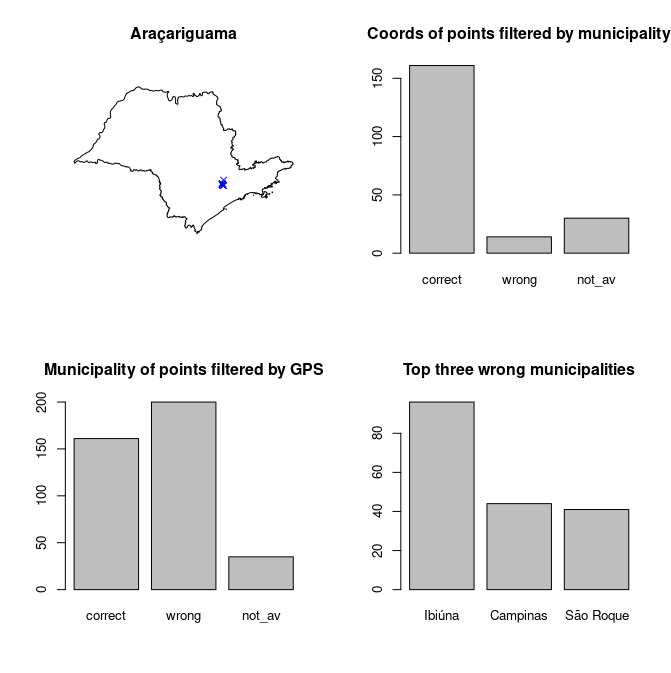 Araçariguama
Coords of points filtered by municipality
150
100
50
0
correct wrong not_av
Municipality of points filtered by GPS
200
150
100
50
0
correct wrong not_av
Top three wrong municipalities
80
60
40
20
0
Ibiúna Campinas São Roque